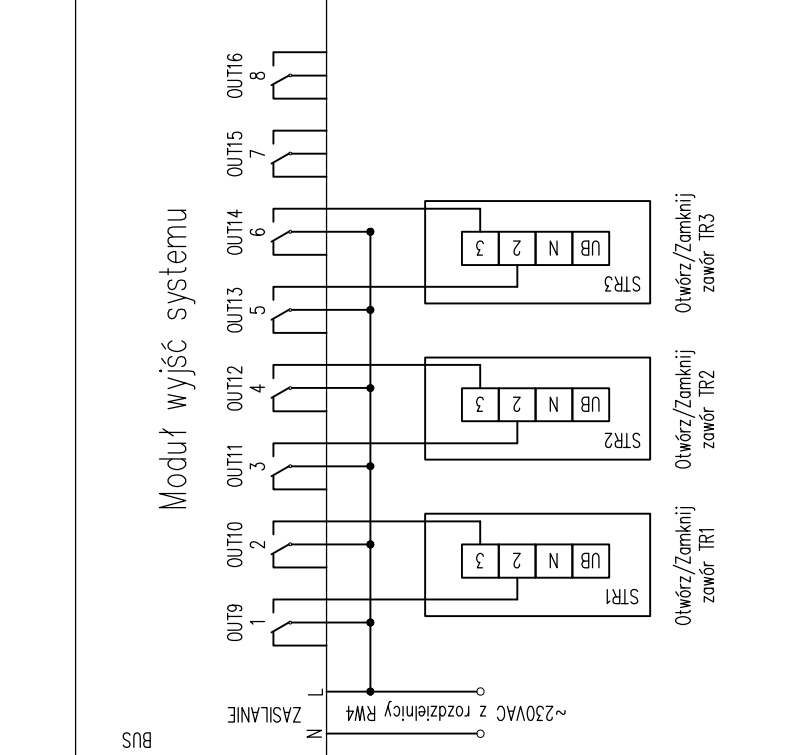 Moduł wyjść systemu
OUT16
8
OUT15
7
OUT14
6
OUT13
5
OUT12
4
OUT11
3
OUT10
2
OUT9
1
3 2 N UB
STR3
Otwórz/Zamknij
zawór TR3
3 2 N UB
STR2
Otwórz/Zamknij
zawór TR2
3 2 N UB
STR1
Otwórz/Zamknij
zawór TR1
L
ZASILANIE
N
~230VAC z rozdzielnicy RW4
BUS